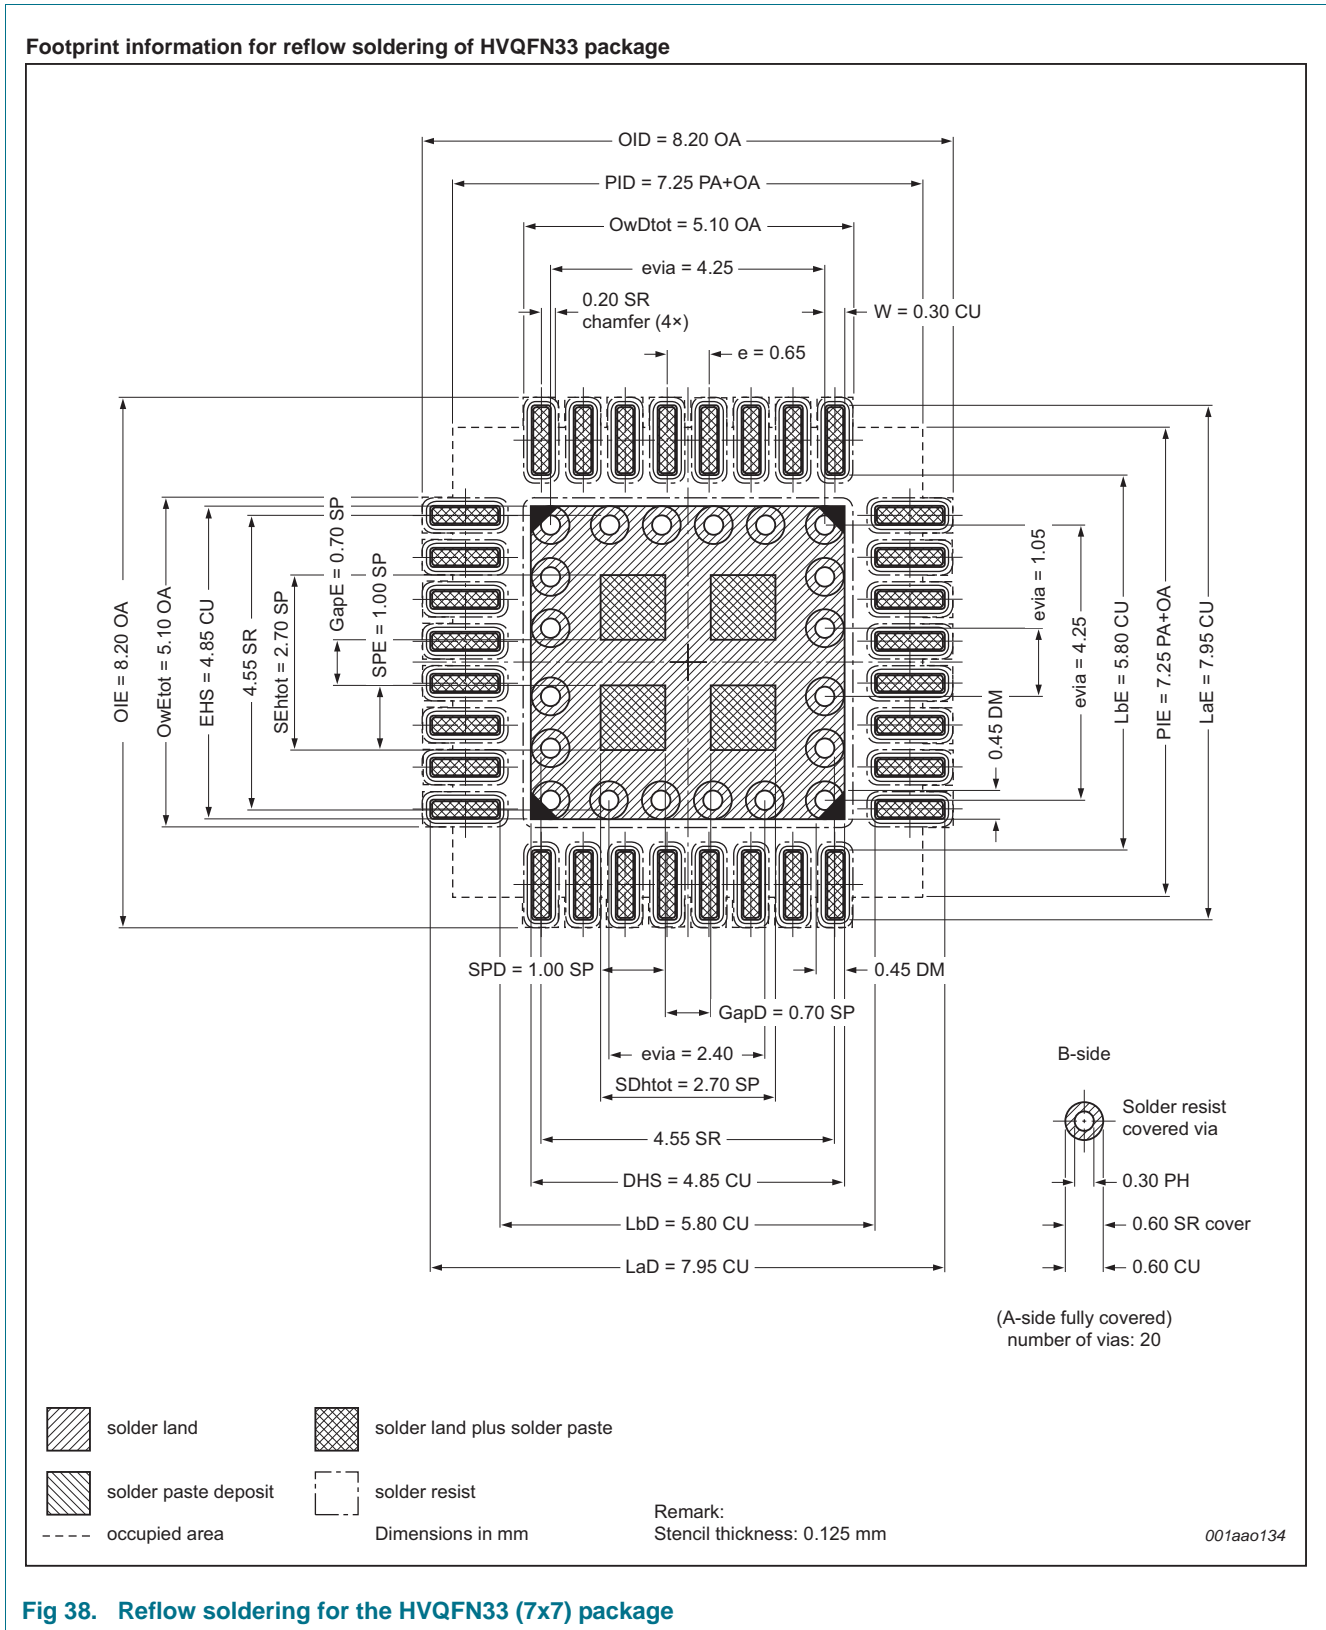 Footprint information for reflow soldering of HVQFN33 package
OID = 8.20 OA
PID = 7.25 PA+OA
OwDtot = 5.10 OA
evia = 4.25
0.20 SR
chamfer (4×)
W = 0.30 CU
e = 0.65
OIE = 8.20 OA
OwEtot = 5.10 OA
EHS = 4.85 CU
4.55 SR
SEhtot = 2.70 SP
GapE = 0.70 SP
SPE = 1.00 SP
evia = 1.05
0.45 DM
evia = 4.25
LbE = 5.80 CU
PIE = 7.25 PA+OA
LaE = 7.95 CU
SPD = 1.00 SP
0.45 DM
GapD = 0.70 SP
evia = 2.40
SDhtot = 2.70 SP
4.55 SR
DHS = 4.85 CU
LbD = 5.80 CU
LaD = 7.95 CU
B-side
Solder resist
covered via
0.30 PH
0.60 SR cover
0.60 CU
(A-side fully covered)
number of vias: 20
solder land
solder land plus solder paste
solder paste deposit
solder resist
occupied area
Dimensions in mm
Remark:
Stencil thickness: 0.125 mm
001aao134
Fig 38. Reflow soldering for the HVQFN33 (7x7) package